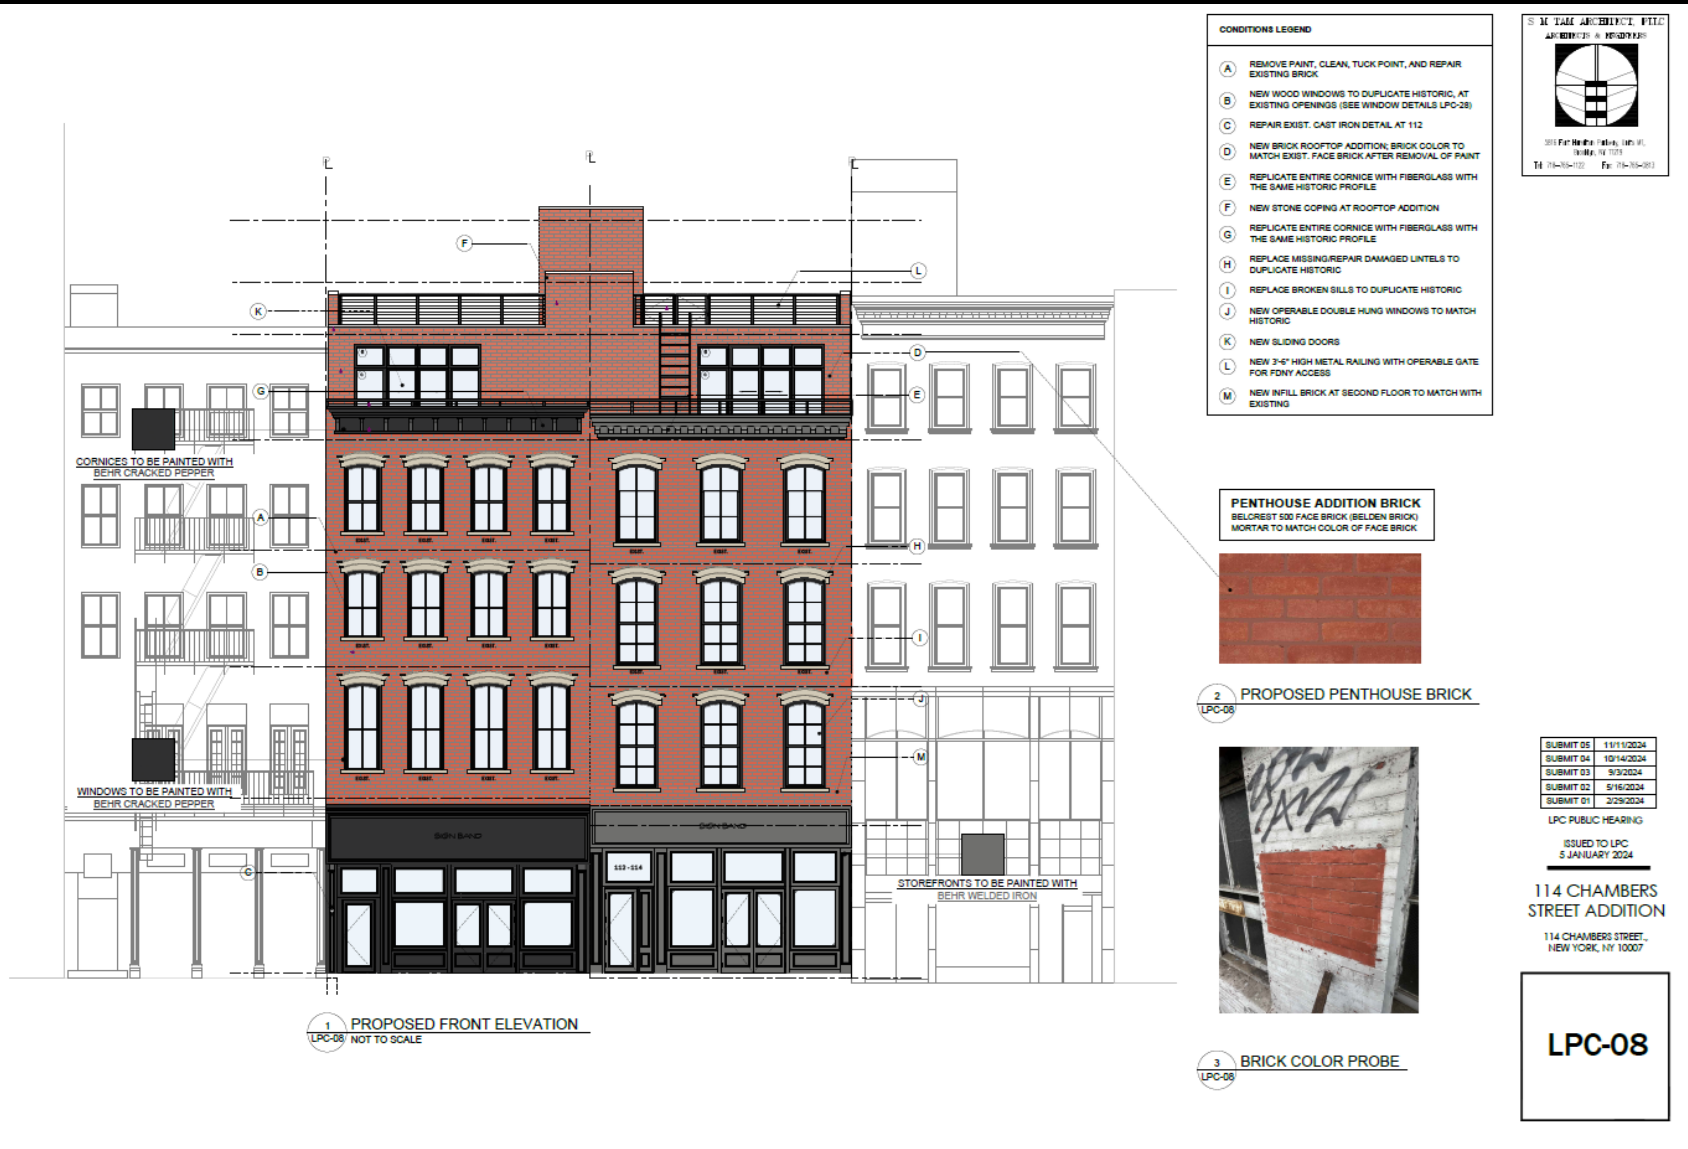 CONDITIONS LEGEND
A
REMOVE PAINT, CLEAN, TUCK POINT, AND REPAIR
EXISTING BRICK
B
NEW WOOD WINDOWS TO DUPLICATE HISTORIC, AT
EXISTING OPENINGS (SEE WINDOW DETAILS LPC-28)
C
REPAIR EXIST. CAST IRON DETAIL AT 112
D
NEW BRICK ROOFTOP ADDITION; BRICK COLOR TO
MATCH EXIST. FACE BRICK AFTER REMOVAL OF PAINT
E
REPLICATE ENTIRE CORNICE WITH FIBERGLASS WITH
THE SAME HISTORIC PROFILE
F
NEW STONE COPING AT ROOFTOP ADDITION
G
REPLICATE ENTIRE CORNICE WITH FIBERGLASS WITH
THE SAME HISTORIC PROFILE
H
REPLACE MISSING/REPAIR DAMAGED LINTELS TO
DUPLICATE HISTORIC
I
REPLACE BROKEN SILLS TO DUPLICATE HISTORIC
J
NEW OPERABLE DOUBLE HUNG WINDOWS TO MATCH
HISTORIC
K
NEW SLIDING DOORS
L
NEW 3'-6" HIGH METAL RAILING WITH OPERABLE GATE
FOR FDNY ACCESS
M
NEW INFILL BRICK AT SECOND FLOOR TO MATCH WITH
EXISTING
S M TAM ARCHITECT, PLLC
ARCHITECTS & ENGINEERS
Brooklyn, NY 11219
F
L
K
D
G
E
CORNICES TO BE PAINTED WITH
BEHR CRACKED PEPPER
A
H
B
I
J
M
WINDOWS TO BE PAINTED WITH
BEHR CRACKED PEPPER
SIGN BAND
SIGN BAND
112-114
C
STOREFRONTS TO BE PAINTED WITH
BEHR WELDED IRON
1
LPC-08
PROPOSED FRONT ELEVATION
NOT TO SCALE
PENTHOUSE ADDITION BRICK
BELCREST 500 FACE BRICK (BELDEN BRICK)
MORTAR TO MATCH COLOR OF FACE BRICK
2
LPC-08
PROPOSED PENTHOUSE BRICK
3
LPC-08
BRICK COLOR PROBE
SUBMIT 05 11/11/2024
SUBMIT 04 10/14/2024
SUBMIT 03 9/3/2024
SUBMIT 02 5/16/2024
SUBMIT 01 2/29/2024
LPC PUBLIC HEARING
ISSUED TO LPC
5 JANUARY 2024
114 CHAMBERS
STREET ADDITION
114 CHAMBERS STREET.,
NEW YORK, NY 10007
LPC-08